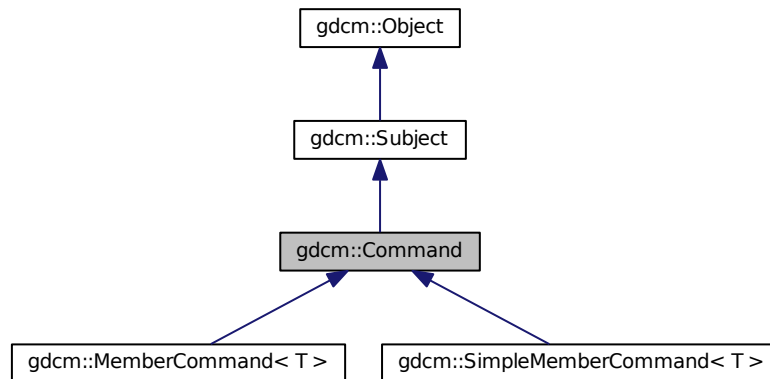 gdcm::Object
gdcm::Subject
gdcm::Command
gdcm::MemberCommand< T >
gdcm::SimpleMemberCommand< T >